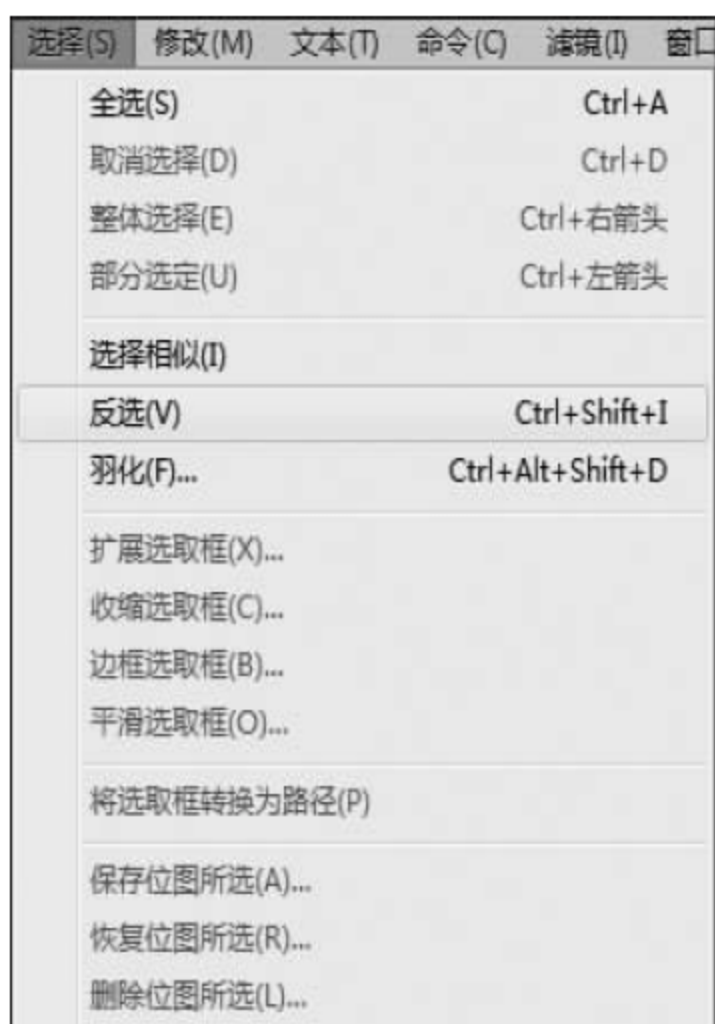 选择(S) 修改(M) 文本(T) 命令(C) 滤镜(I) 窗口
全选(S) Ctrl+A
取消选择(D) Ctrl+D
整体选择(E) Ctrl+右箭头
部分选定(U) Ctrl+左箭头
选择相似(I)
反选(V) Ctrl+Shift+I
羽化(F)... Ctrl+Alt+Shift+D
扩展选取框(X)...
收缩选取框(C)...
边框选取框(B)...
平滑选取框(O)...
将选取框转换为路径(P)
保存位图所选(A)...
恢复位图所选(R)...
删除位图所选(L)...